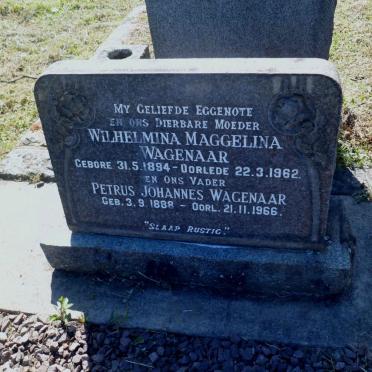 My Geliefde Eggenote
en ons Dierbare Moeder
Wilhelmina Maggelina
Wagenaar
Gebore 31.5.1894 - Oorlede 22.3.1962.
en ons Vader
Petrus Johannes Wagenaar
Geb. 3.9.1888 - Oorl. 21.11.1966.
"Slaap Rustig."